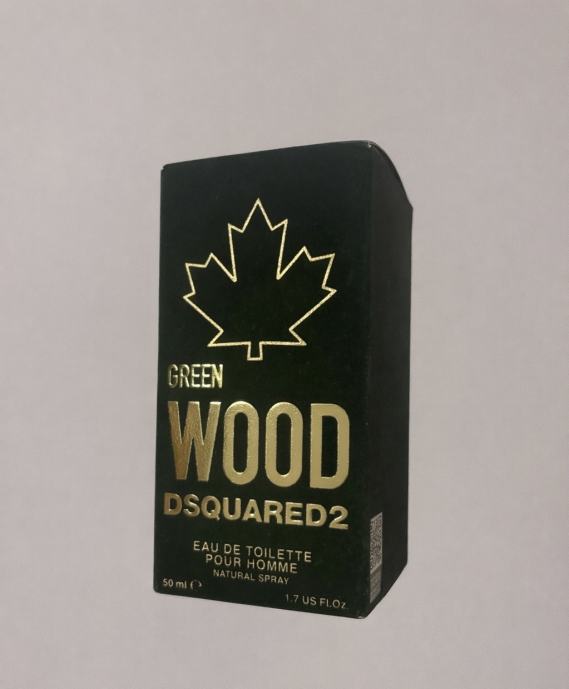 GREEN
WOOD
DSQUARED2
EAU DE TOILETTE
POUR HOMME
NATURAL SPRAY
50 ml ℮
1.7 US Fl.Oz.